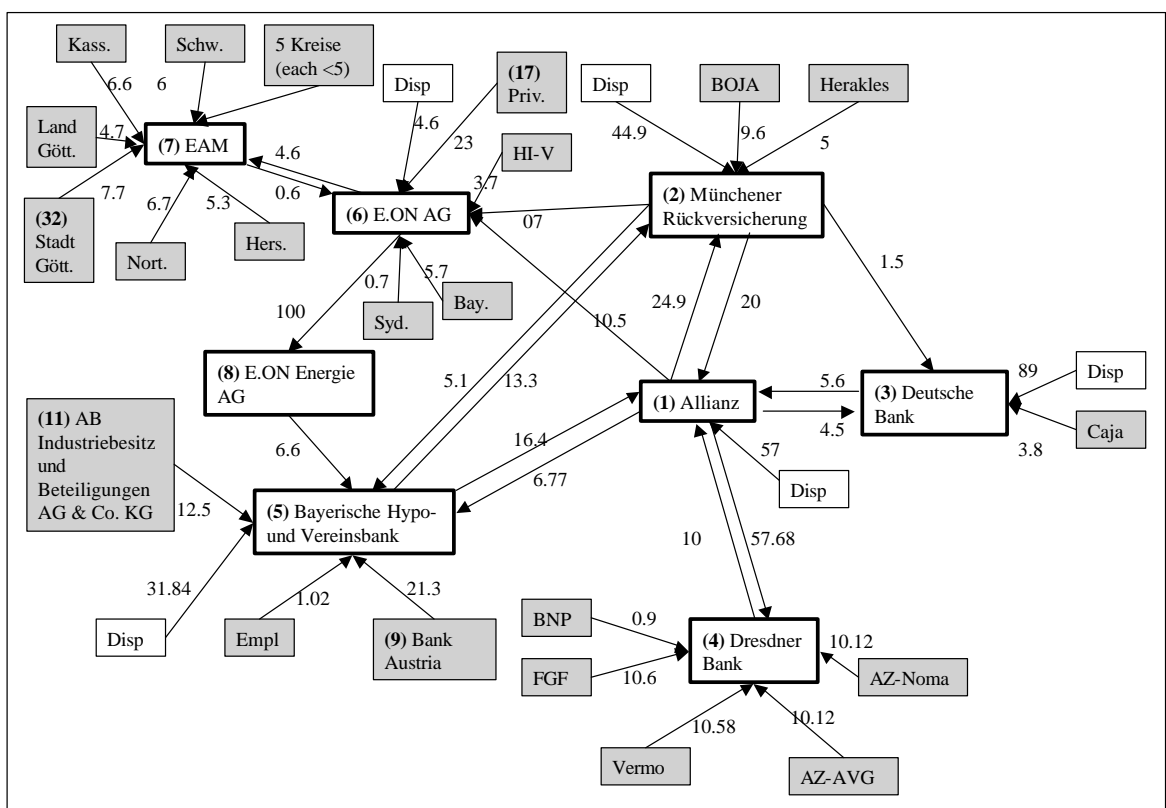 Kass.
Schw.
5 Kreise
(each <5)
Disp
(17)
Priv.
Disp
BOJA
Herakles
6.6
6
4.6
23
44.9
9.6
5
Land
Gött.
4.7
(7) EAM
HI-V
4.6
0.6
3.7
7.7
6.7
5.3
(32)
Stadt
Gött.
Nort.
Hers.
(6) E.ON AG
07
(2) Münchener
Rückversicherung
1.5
0.7
5.7
100
Syd.
Bay.
10.5
24.9
20
(8) E.ON Energie
AG
5.1
13.3
(1) Allianz
5.6
4.5
(3) Deutsche
Bank
89
Disp
Caja
3.8
(11) AB
Industriebesitz
und
Beteiligungen
AG & Co. KG
12.5
6.6
16.4
6.77
57
Disp
(5) Bayerische Hypo-
und Vereinsbank
10
57.68
31.84
1.02
21.3
Disp
Empl
(9) Bank
Austria
BNP
0.9
FGF
10.6
(4) Dresdner
Bank
10.12
AZ-Noma
10.58
10.12
Vermo
AZ-AVG